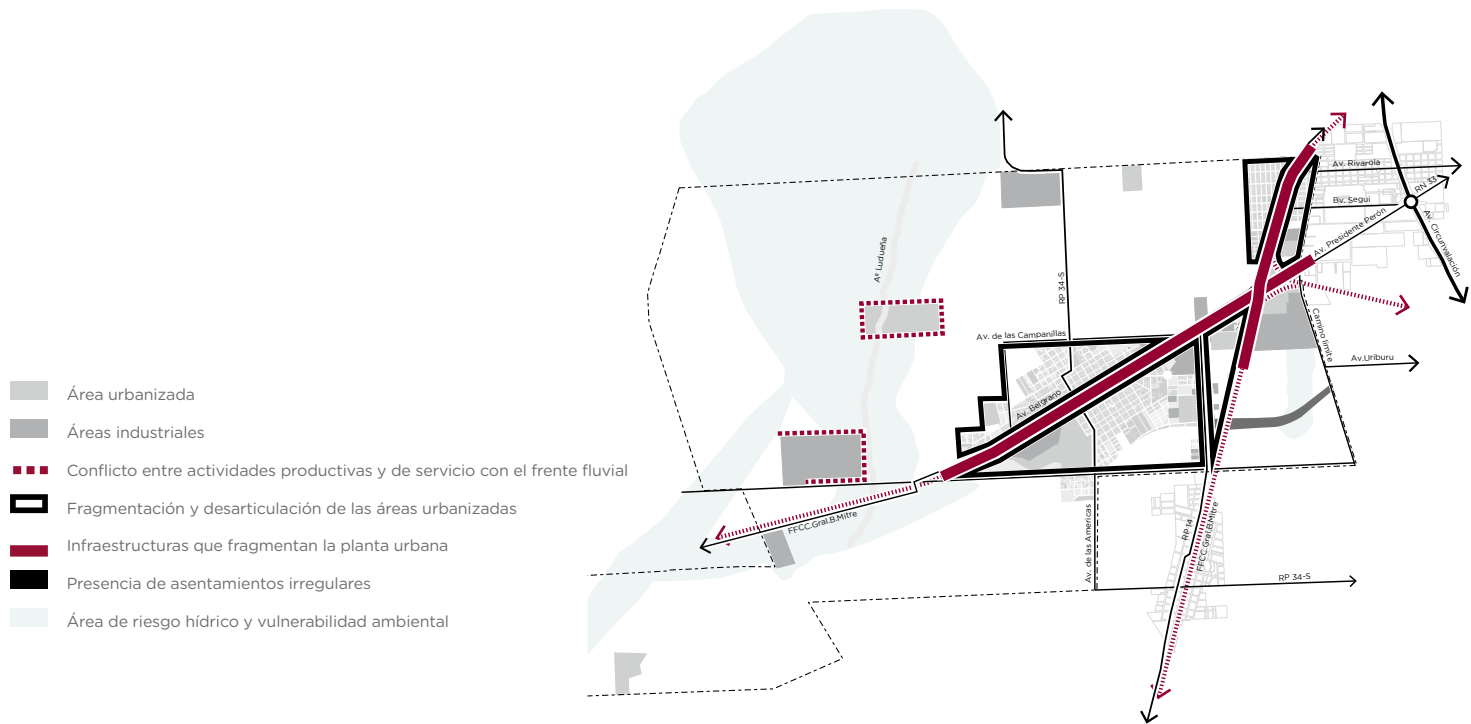 Área urbanizada
Áreas industriales
Conflicto entre actividades productivas y de servicio con el frente fluvial
Fragmentación y desarticulación de las áreas urbanizadas
Infraestructuras que fragmentan la planta urbana
Presencia de asentamientos irregulares
Área de riesgo hídrico y vulnerabilidad ambiental
Av. Rivarola
RN 33
Bv. Segui
Av. Presidente Perón
Av. Circunvalación
Aº Ludueña
RP 34-S
Av. de las Campanillas
Camino límite
Av.Uriburu
Av. Belgrano
FFCC.Gral.B.Mitre
Av. de las Americas
RP 14
FFCC.Gral.B.Mitre
RP 34-S